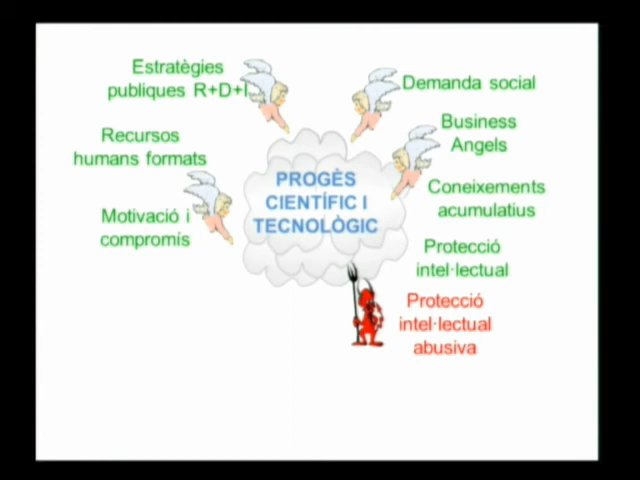 Estratègies
publiques R+D+I
Recursos
humans formats
Motivació i
compromís
PROGÈS
CIENTÍFIC I
TECNOLÒGIC
Demanda social
Business
Angels
Coneixements
acumulatius
Protecció
intel·lectual
Protecció
intel·lectual
abusiva